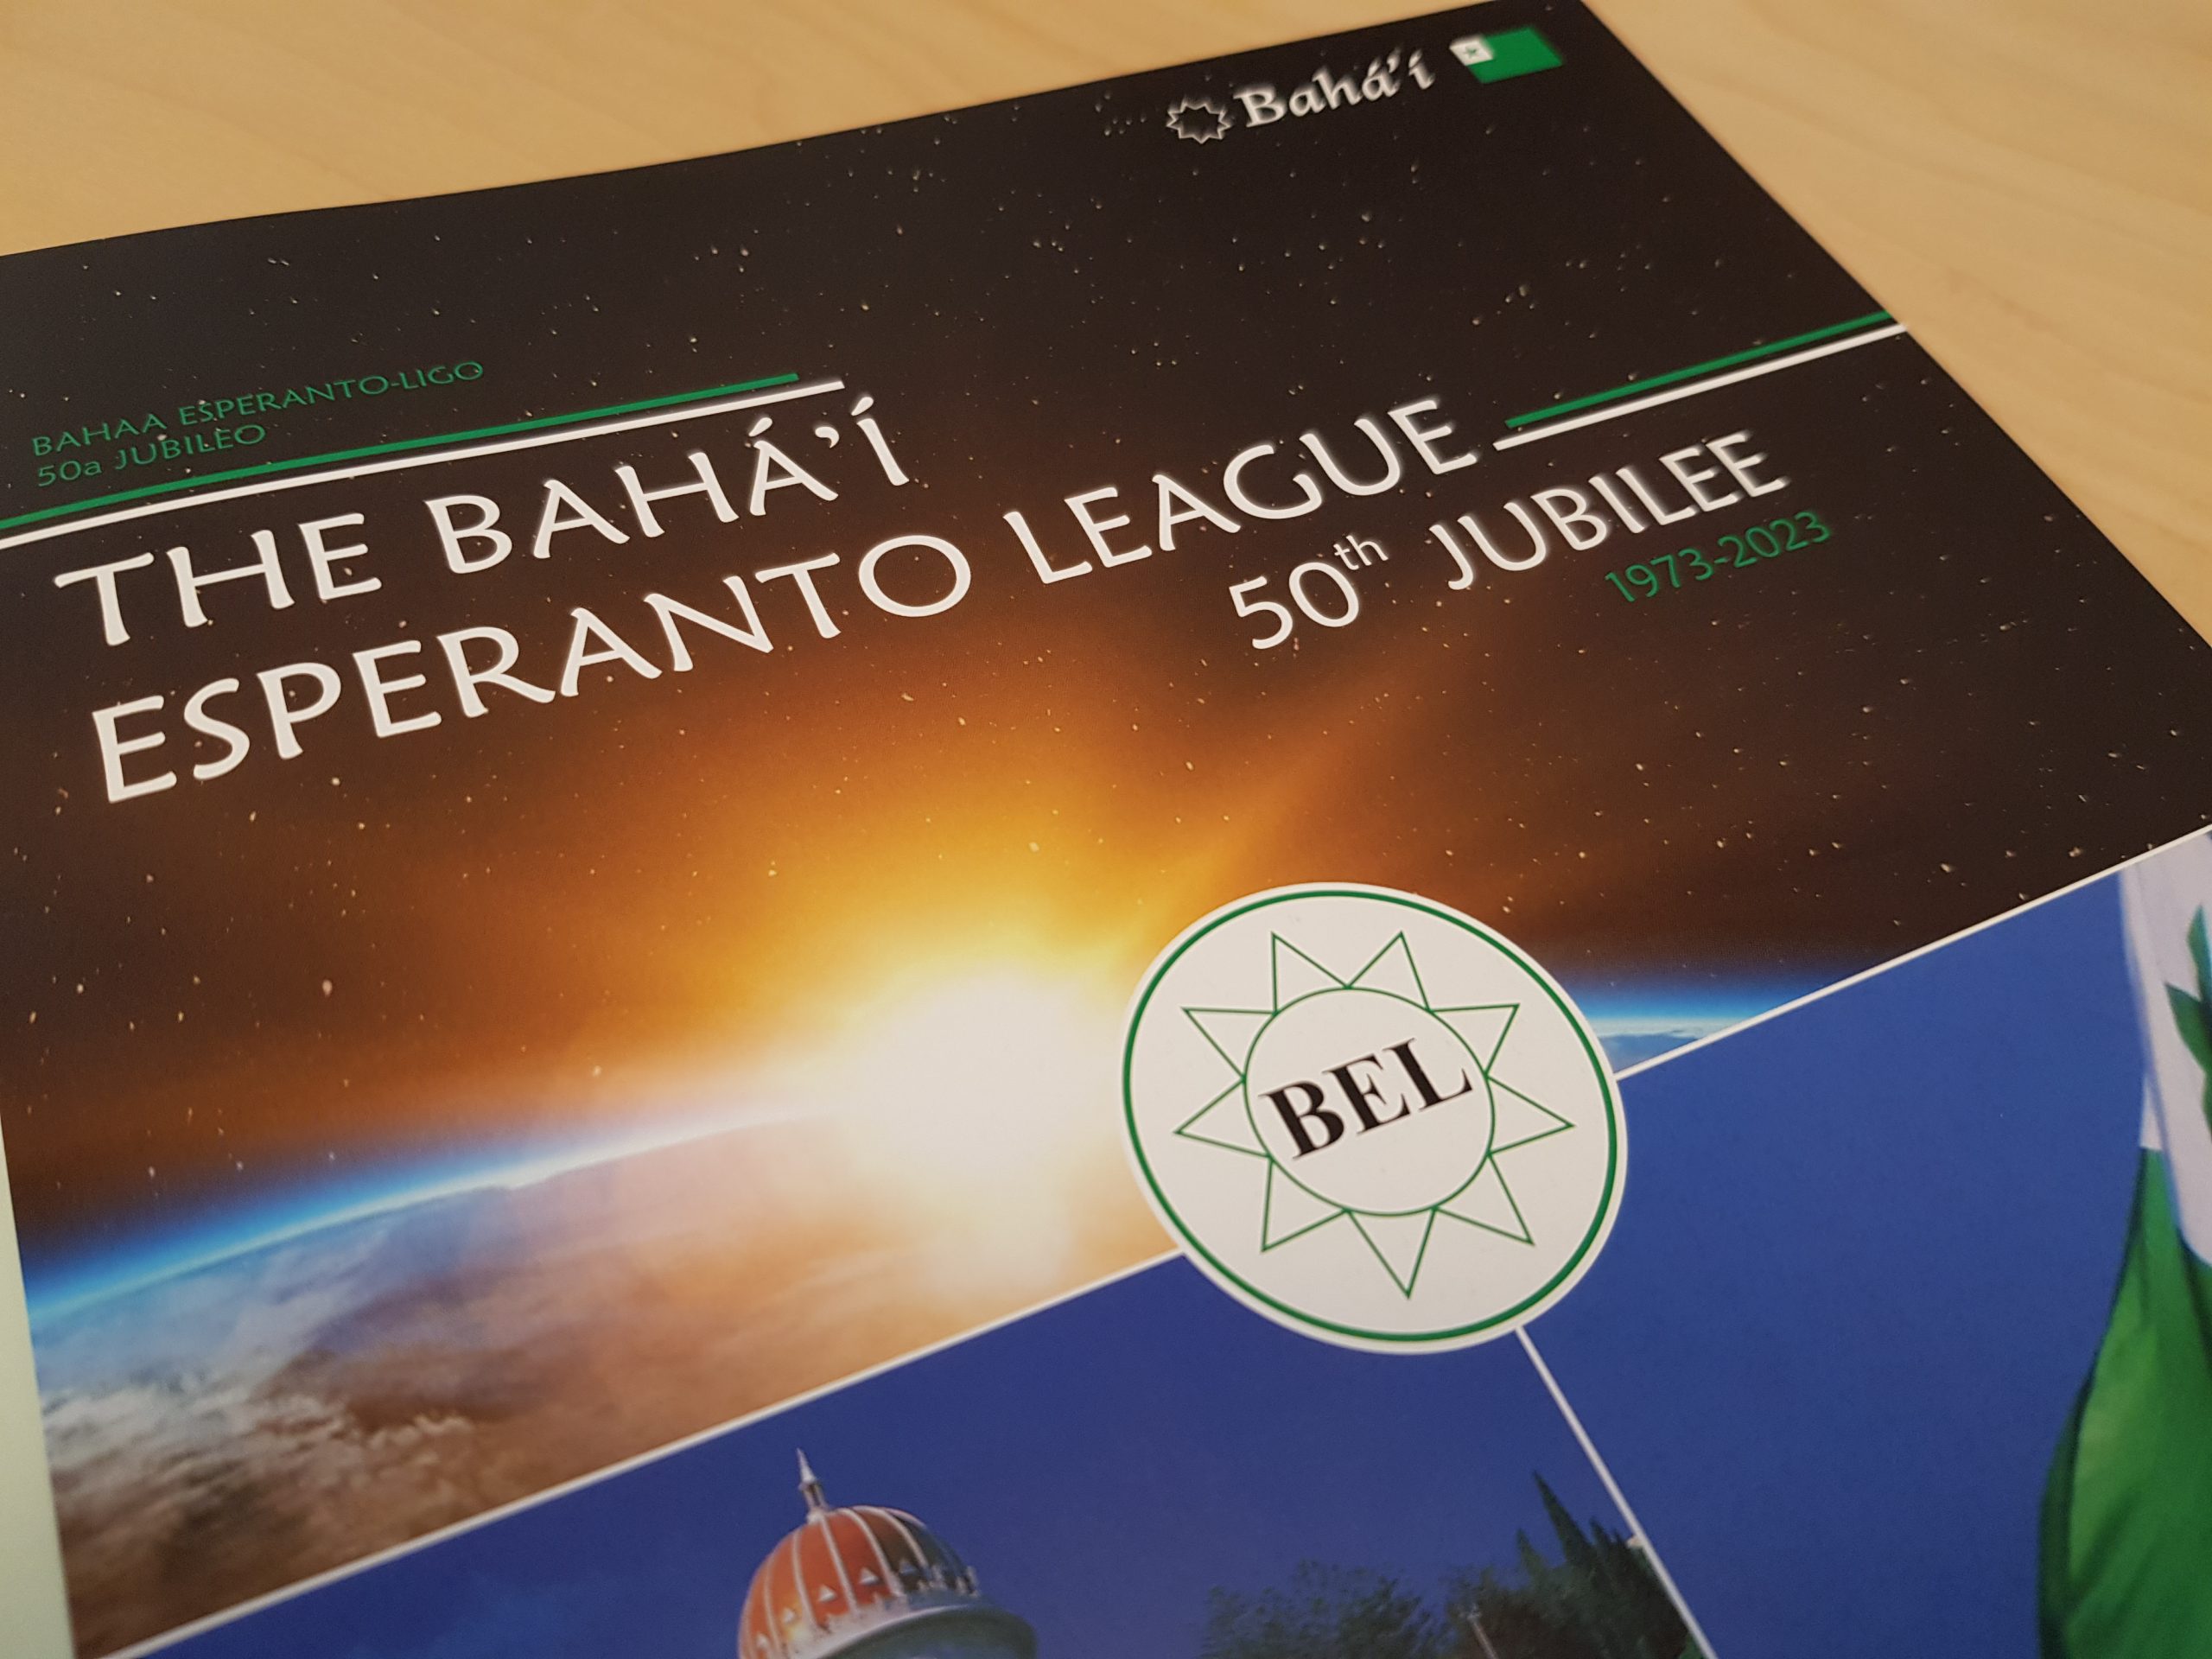 Bahá'í
BAHAA ESPERANTO-LIGO
50a JUBILEO
THE BAHÁ'Í
ESPERANTO LEAGUE
50th JUBILEE
1973-2023
BEL